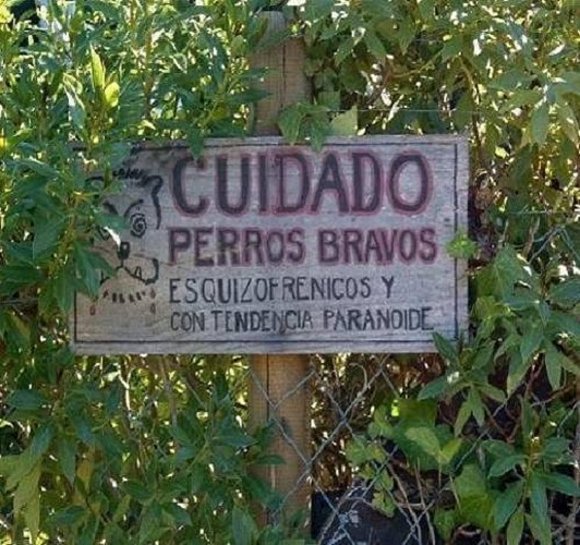 CUIDADO
PERROS BRAVOS
ESQUIZOFRENICOS Y
CON TENDENCIA PARANOIDE